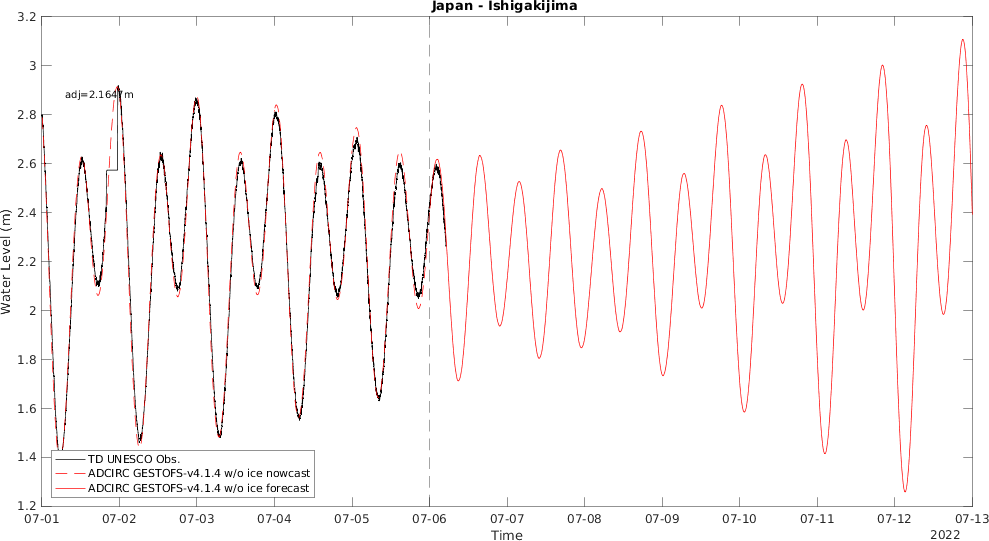 Japan - Ishigakijima
3.2
3
2.8
2.6
2.4
2.2
2
1.8
1.6
1.4
1.2
Water Level (m)
adj=2.1647m
TD UNESCO Obs.
ADCIRC GESTOFS-v4.1.4 w/o ice nowcast
ADCIRC GESTOFS-v4.1.4 w/o ice forecast
07-01 07-02 07-03 07-04 07-05 07-06 07-07 07-08 07-09 07-10 07-11 07-12 07-13
Time
2022